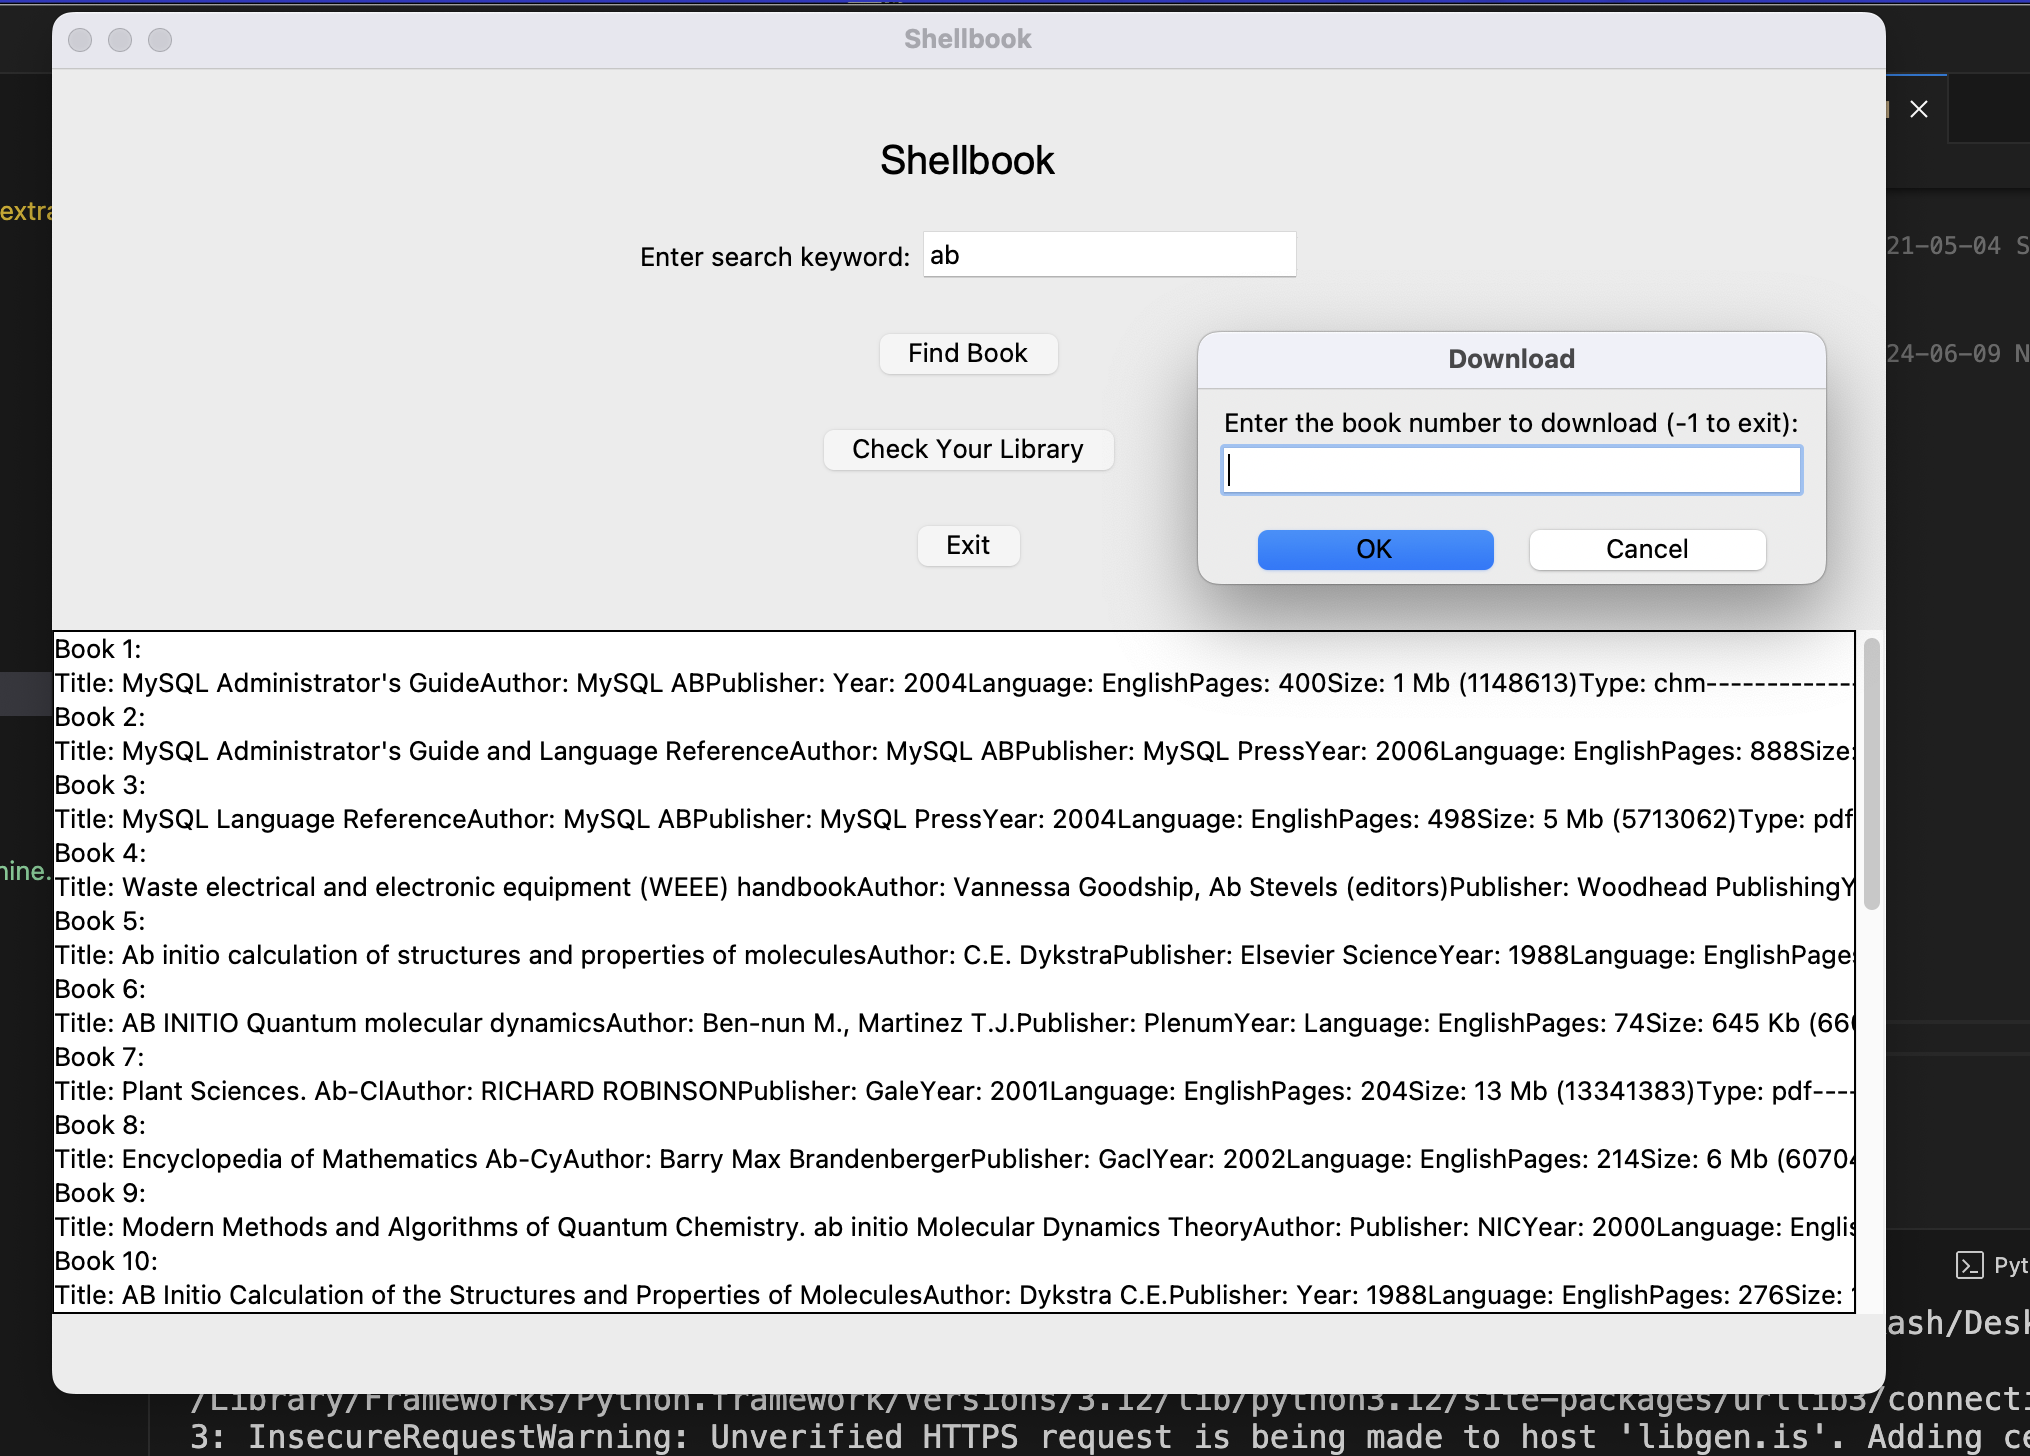 Shellbook
Shellbook
extra
21-05-04 S
Enter search keyword: ab
Find Book
24-06-09 N
Download
Enter the book number to download (-1 to exit):
Check Your Library
OK
Cancel
Exit
Book 1:
Title: MySQL Administrator's GuideAuthor: MySQL ABPublisher: Year: 2004Language: EnglishPages: 400Size: 1 Mb (1148613)Type: chm-------------
Book 2:
Title: MySQL Administrator's Guide and Language ReferenceAuthor: MySQL ABPublisher: MySQL PressYear: 2006Language: EnglishPages: 888Size:
Book 3:
Title: MySQL Language ReferenceAuthor: MySQL ABPublisher: MySQL PressYear: 2004Language: EnglishPages: 498Size: 5 Mb (5713062)Type: pdf
Book 4:
hine.
Title: Waste electrical and electronic equipment (WEEE) handbookAuthor: Vannessa Goodship, Ab Stevels (editors)Publisher: Woodhead PublishingY
Book 5:
Title: Ab initio calculation of structures and properties of moleculesAuthor: C.E. DykstraPublisher: Elsevier ScienceYear: 1988Language: EnglishPages
Book 6:
Title: AB INITIO Quantum molecular dynamicsAuthor: Ben-nun M., Martinez T.J.Publisher: PlenumYear: Language: EnglishPages: 74Size: 645 Kb (66
Book 7:
Title: Plant Sciences. Ab-ClAuthor: RICHARD ROBINSONPublisher: GaleYear: 2001Language: EnglishPages: 204Size: 13 Mb (13341383)Type: pdf----
Book 8:
Title: Encyclopedia of Mathematics Ab-CyAuthor: Barry Max BrandenbergerPublisher: GaclYear: 2002Language: EnglishPages: 214Size: 6 Mb (6070
Book 9:
Title: Modern Methods and Algorithms of Quantum Chemistry. ab initio Molecular Dynamics TheoryAuthor: Publisher: NICYear: 2000Language: Englis
Book 10:
Pyt
Title: AB Initio Calculation of the Structures and Properties of MoleculesAuthor: Dykstra C.E.Publisher: Year: 1988Language: EnglishPages: 276Size:
ash/Desk
/Library/Frameworks/Python.framework/Versions/3.12/lib/python3.12/site-packages/urllib3/connecti
3: InsecureRequestWarning: Unverified HTTPS request is being made to host 'libgen.is'. Adding ce